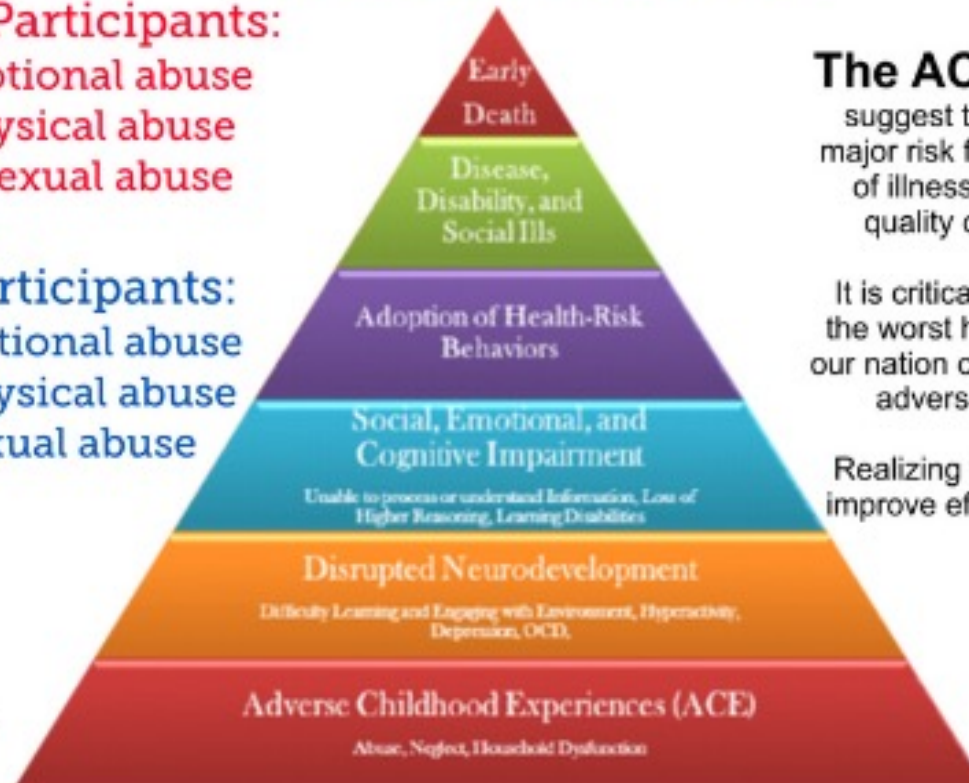 Participants:
otional abuse
ysical abuse
exual abuse
rticipants:
tional abuse
ysical abuse
xual abuse
Early
Death
Disease,
Disability, and
Social Ills
Adoption of Health-Risk
Behaviors
Social, Emotional, and
Cognitive Impairment
Unable to process or understand Information, Loss of
Higher Reasoning, Learning Disabilities
Disrupted Neurodevelopment
Difficulty Learning and Engaging with Environment, Hyperactivity,
Depression, OCD,
Adverse Childhood Experiences (ACE)
Abuse, Neglect, Household Dysfunction
The AC
suggest t
major risk f
of illness
quality o
It is critica
the worst h
our nation c
advers
Realizing
improve ef